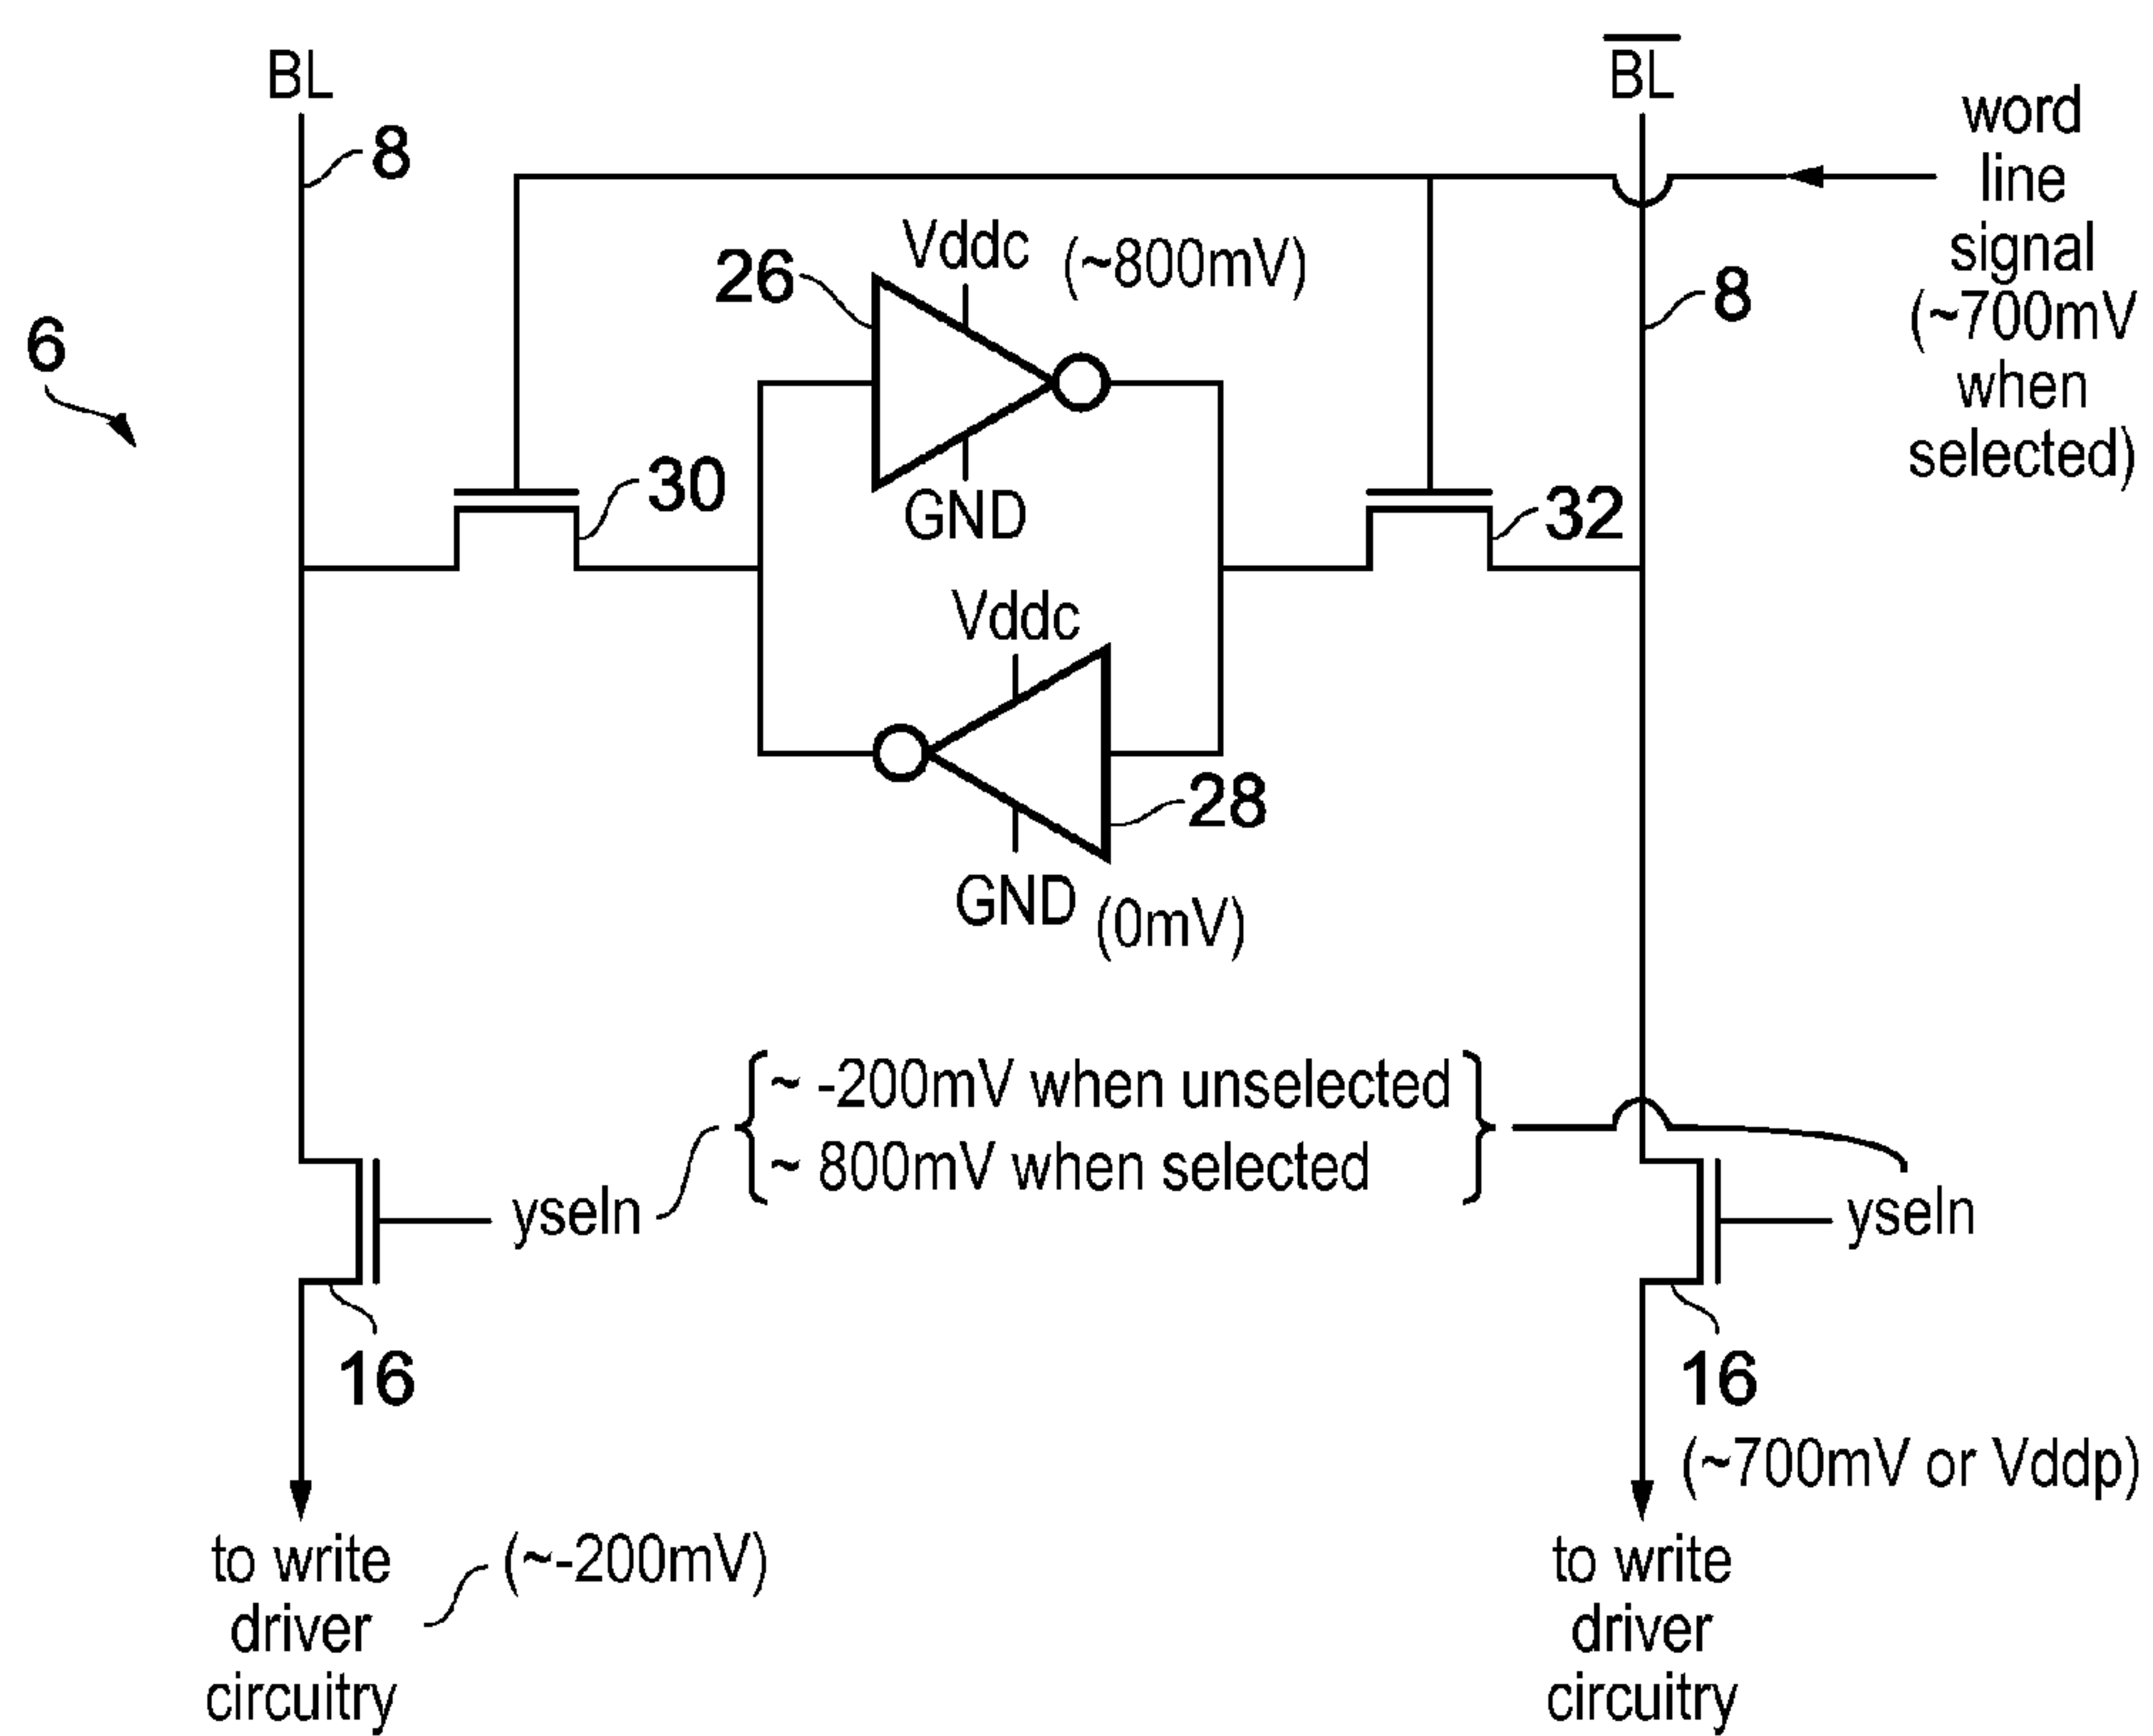 BL
BL
8
word
line
signal
(~700mV
when
selected)
Vddc (~800mV)
26
8
6
GND
30
32
Vddc
28
GND (0mV)
~ -200mV when unselected
~ 800mV when selected
yseln
yseln
16
16
(~700mV or Vddp)
to write
driver
circuitry
(~-200mV)
to write
driver
circuitry